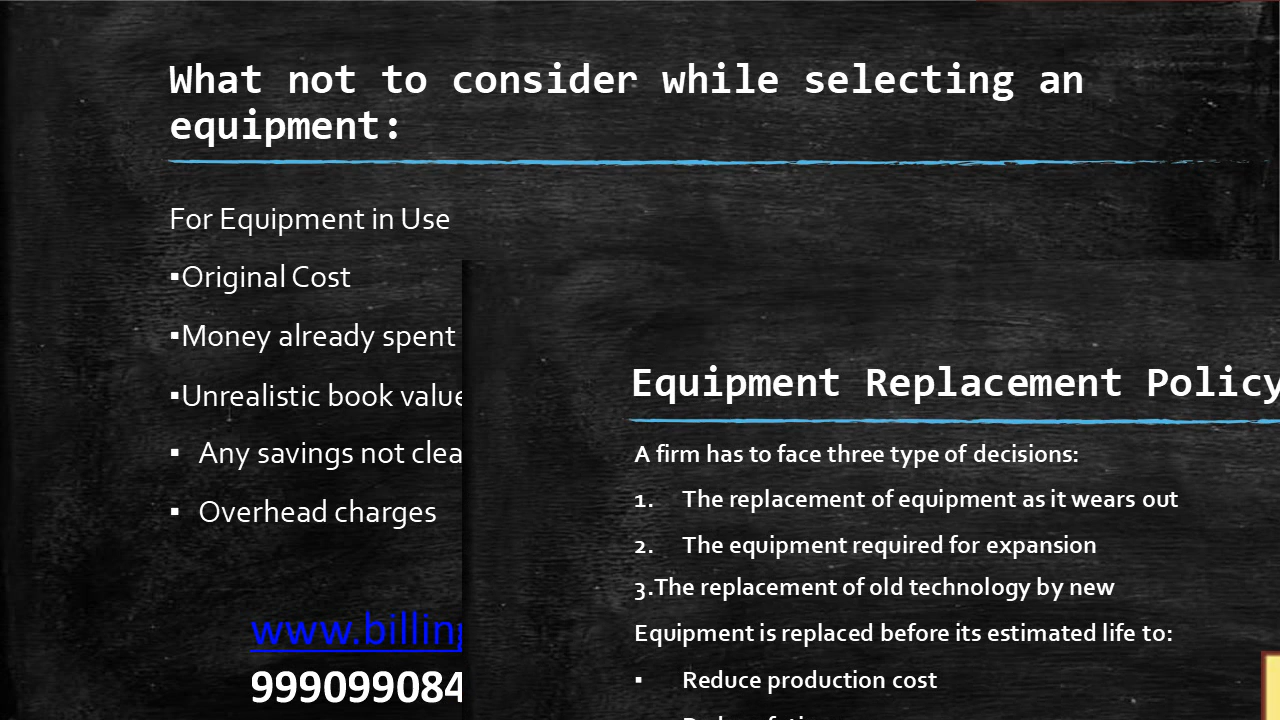 What not to consider while selecting an
equipment:
For Equipment in Use
▪Original Cost
▪Money already spent
▪Unrealistic book value
▪ Any savings not
▪ Overhead charges
999099084
Equipment Replacement Policy
A firm has to face three type of decisions:
1. The replacement of equipment as it wears out
2. The equipment required for expansion
3.The replacement of old technology by new
Equipment is replaced before its estimated life to:
▪ Reduce production cost